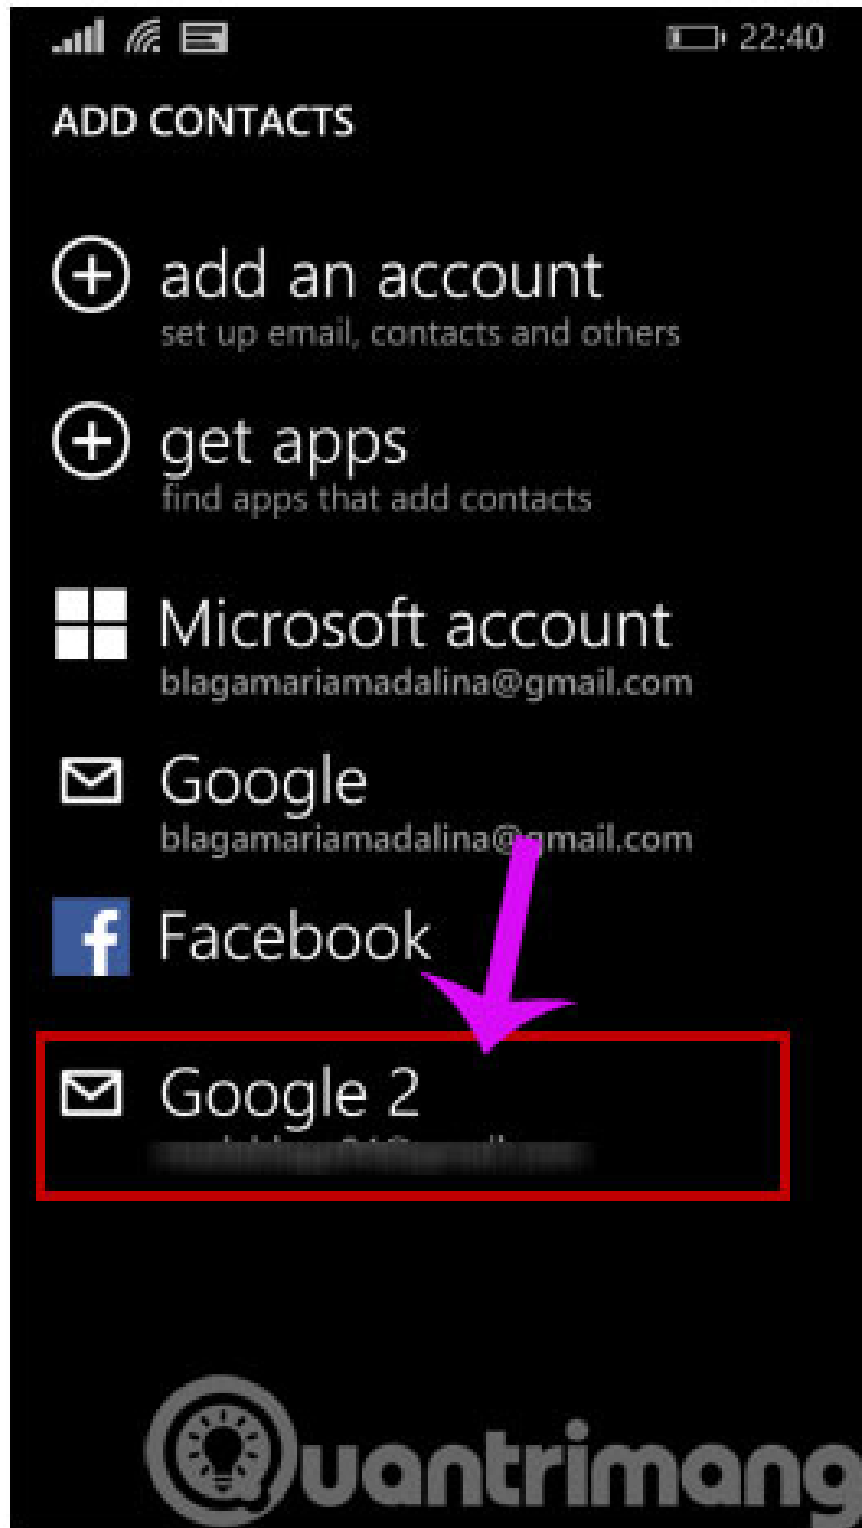 22:40
ADD CONTACTS
add an account
set up email, contacts and others
get apps
find apps that add contacts
Microsoft account
blagamariamadalina@gmail.com
Google
blagamariamadalina@gmail.com
Facebook
Google 2
Quantrimang